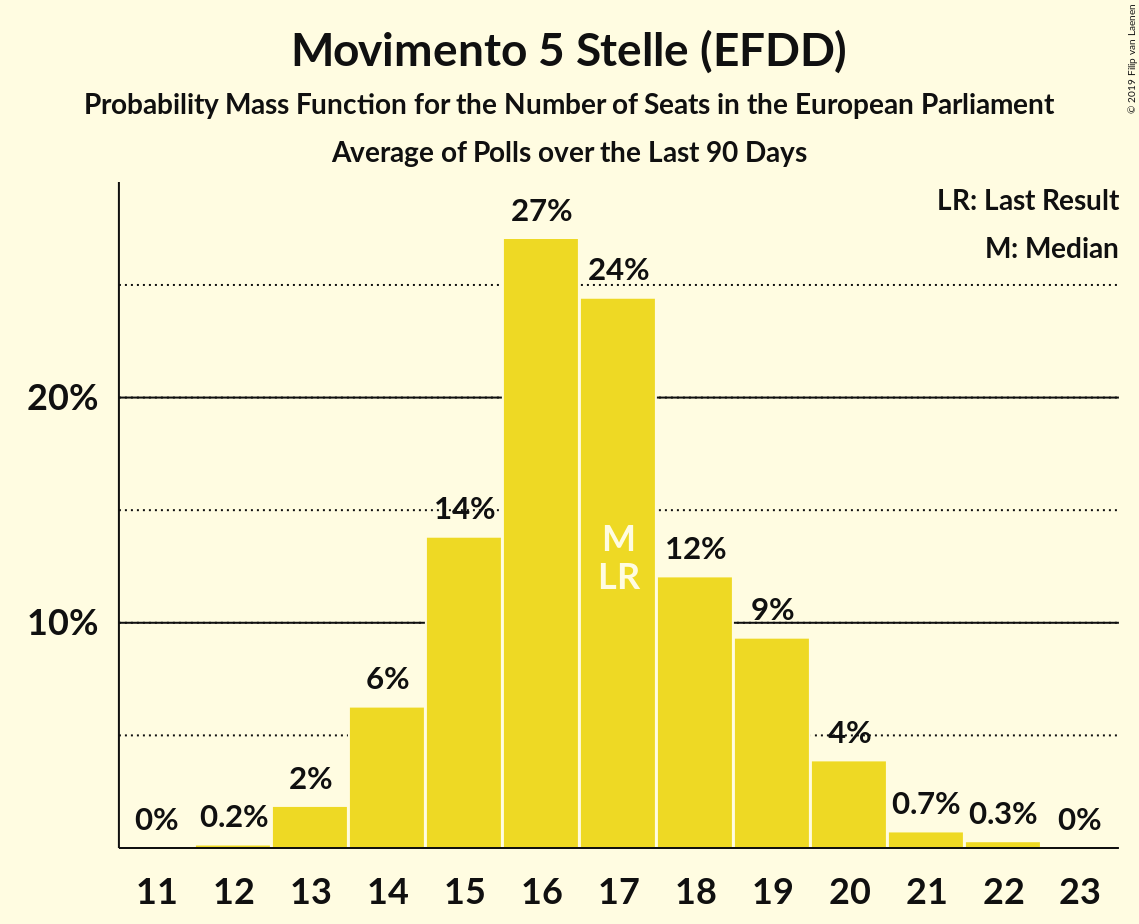 Movimento 5 Stelle (EFDD)
Probability Mass Function for the Number of Seats in the European Parliament
Average of Polls over the Last 90 Days
© 2019 Filip van Laenen
LR: Last Result
M: Median
27%
24%
20%
14%
M
LR
12%
10%
9%
6%
4%
2%
0%
0.2%
0.7%
0.3%
0%
11 12 13 14 15 16 17 18 19 20 21 22 23